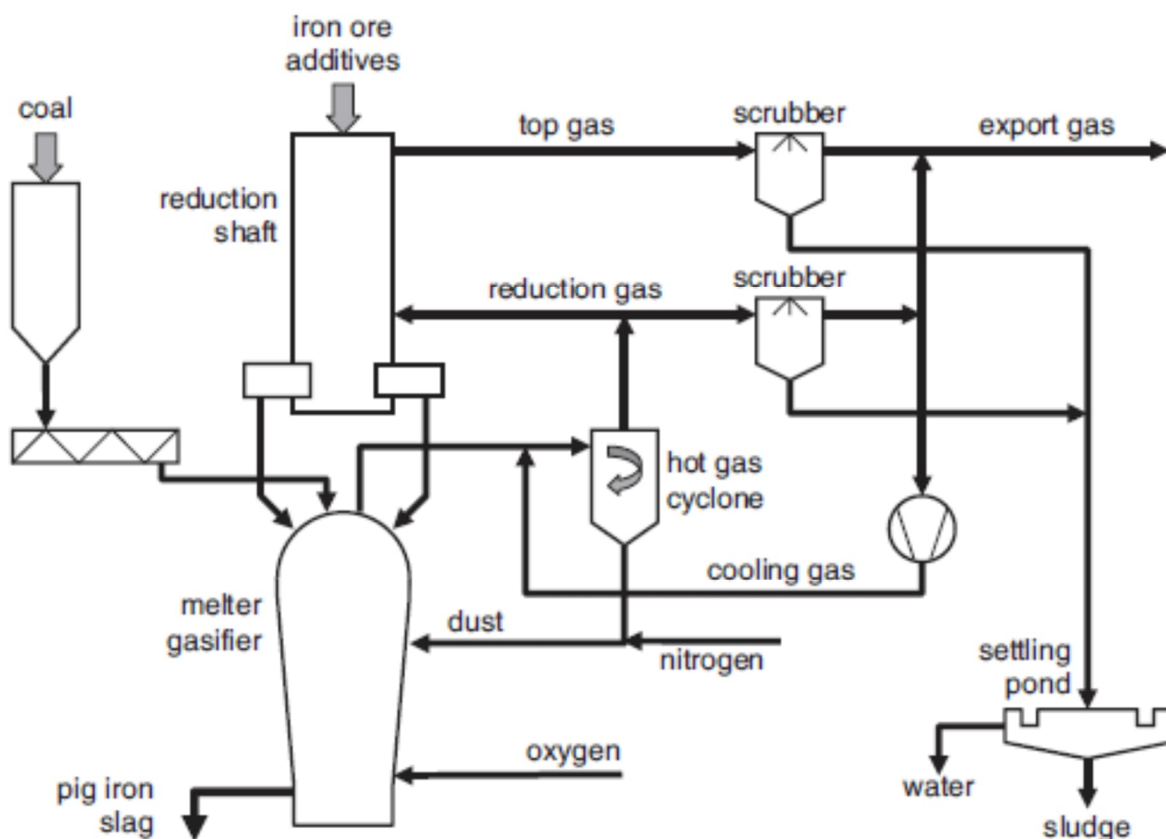 iron ore
additives
coal
top gas
scrubber
export gas
reduction
shaft
reduction gas
scrubber
hot gas
cyclone
cooling gas
melter
gasifier
dust
nitrogen
settling
pond
oxygen
pig iron
slag
water
sludge